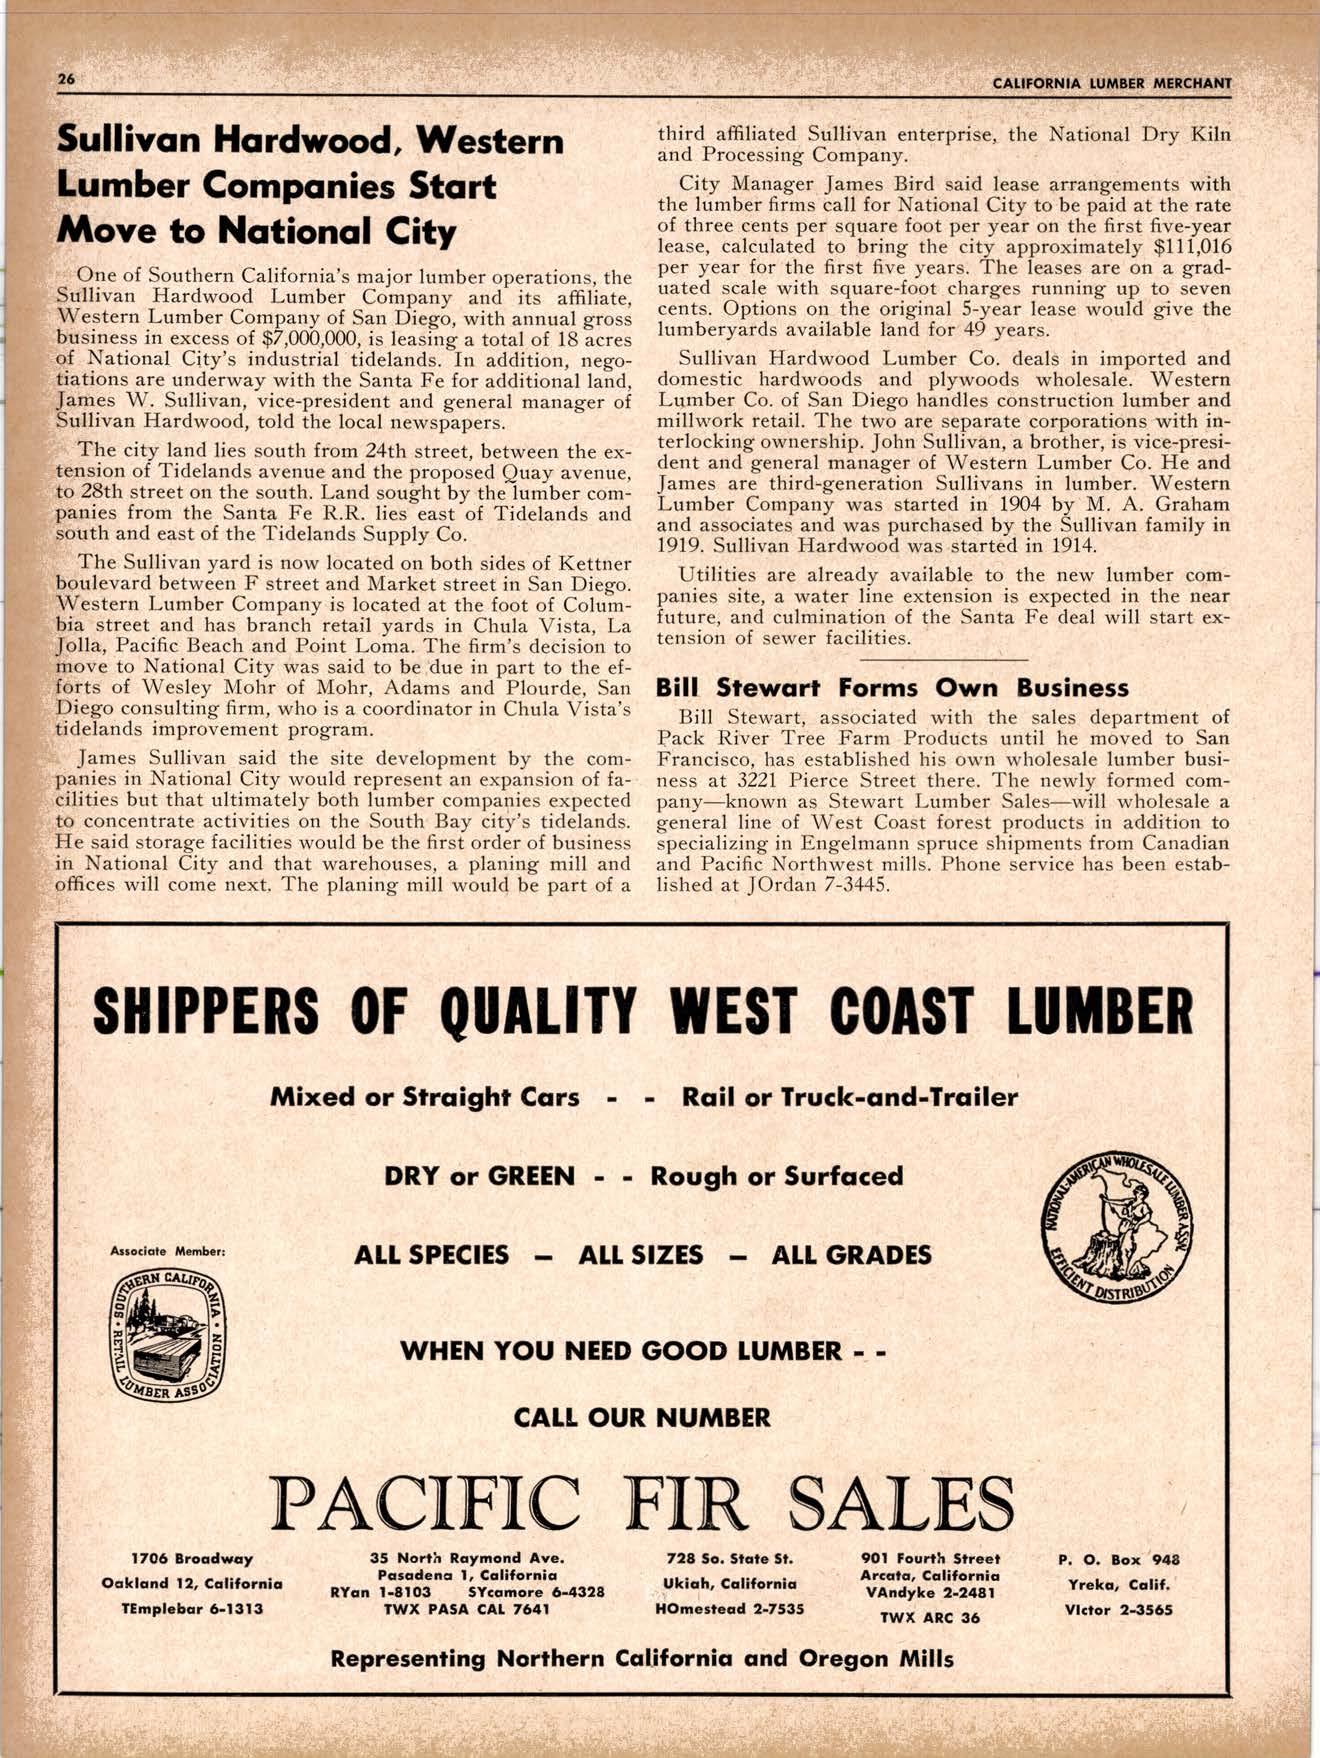 26
CALIFORNIA LUMBER MERCHANT
Sullivan Hardwood, Western
Lumber Companies Start
Move to National City
One of Southern California's major lumber operations, the
Sullivan Hardwood Lumber Company and its affiliate,
Western Lumber Company of San Diego, with annual gross
business in excess of $7,000,000, is leasing a total of 18 acres
of National City's industrial tidelands. In addition, nego-
tiations are underway with the Santa Fe for additional land,
James W. Sullivan, vice-president and general manager of
Sullivan Hardwood, told the local newspapers.
The city land lies south from 24th street, between the ex-
tension of Tidelands avenue and the proposed Quay avenue,
to 28th street on the south. Land sought by the lumber com-
panies from the Santa Fe R.R. lies east of Tidelands and
south and east of the Tidelands Supply Co.
The Sullivan yard is now located on both sides of Kettner
boulevard between F street and Market street in San Diego.
Western Lumber Company is located at the foot of Colum-
bia street and has branch retail yards in Chula Vista, La
Jolla, Pacific Beach and Point Loma. The firm's decision to
move to National City was said to be due in part to the ef-
forts of Wesley Mohr of Mohr, Adams and Plourde, San
Diego consulting firm, who is a coordinator in Chula Vista's
tidelands improvement program.
James Sullivan said the site development by the com-
panies in National City would represent an expansion of fa-
cilities but that ultimately both lumber companies expected
to concentrate activities on the South Bay city's tidelands.
He said storage facilities would be the first order of business
in National City and that warehouses, a planing mill and
offices will come next. The planing mill would be part of a
third affiliated Sullivan enterprise, the National Dry Kiln
and Processing Company.
City Manager James Bird said lease arrangements with
the lumber firms call for National City to be paid at the rate
of three cents per square foot per year on the first five-year
lease, calculated to bring the city approximately $111,016
per year for the first five years. The leases are on a grad-
uated scale with square-foot charges running up to seven
cents. Options on the original 5-year lease would give the
lumberyards available land for 49 years.
Sullivan Hardwood Lumber Co. deals in imported and
domestic hardwoods and plywoods wholesale. Western
Lumber Co. of San Diego handles construction lumber and
millwork retail. The two are separate corporations with in-
terlocking ownership. John Sullivan, a brother, is vice-presi-
dent and general manager of Western Lumber Co. He and
James are third-generation Sullivans in lumber. Western
Lumber Company was started in 1904 by M. A. Graham
and associates and was purchased by the Sullivan family in
1919. Sullivan Hardwood was started in 1914.
Utilities are already available to the new lumber com-
panies site, a water line extension is expected in the near
future, and culmination of the Santa Fe deal will start ex-
tension of sewer facilities.
Bill Stewart Forms Own Business
Bill Stewart, associated with the sales department of
Pack River Tree Farm Products until he moved to San
Francisco, has established his own wholesale lumber busi-
ness at 3221 Pierce Street there. The newly formed com-
pany—known as Stewart Lumber Sales—will wholesale a
general line of West Coast forest products in addition to
specializing in Engelmann spruce shipments from Canadian
and Pacific Northwest mills. Phone service has been estab-
lished at JOrdan 7-3445.
SHIPPERS OF QUALITY WEST COAST LUMBER
Mixed or Straight Cars - - Rail or Truck-and-Trailer
DRY or GREEN - - Rough or Surfaced
NATIONAL-AMERICAN WHOLESALE LUMBER ASSN.
EFFICIENT DISTRIBUTION
ALL SPECIES — ALL SIZES — ALL GRADES
Associate Member:
SOUTHERN CALIFORNIA
· RETAIL LUMBER ASSOCIATION ·
WHEN YOU NEED GOOD LUMBER - -
CALL OUR NUMBER
PACIFIC FIR SALES
1706 Broadway
Oakland 12, California
TEmplebar 6-1313
35 North Raymond Ave.
Pasadena 1, California
RYan 1-8103 SYcamore 6-4328
TWX PASA CAL 7641
728 So. State St.
Ukiah, California
HOmestead 2-7535
901 Fourth Street
Arcata, California
VAndyke 2-2481
TWX ARC 36
P. O. Box 948
Yreka, Calif.
VIctor 2-3565
Representing Northern California and Oregon Mills